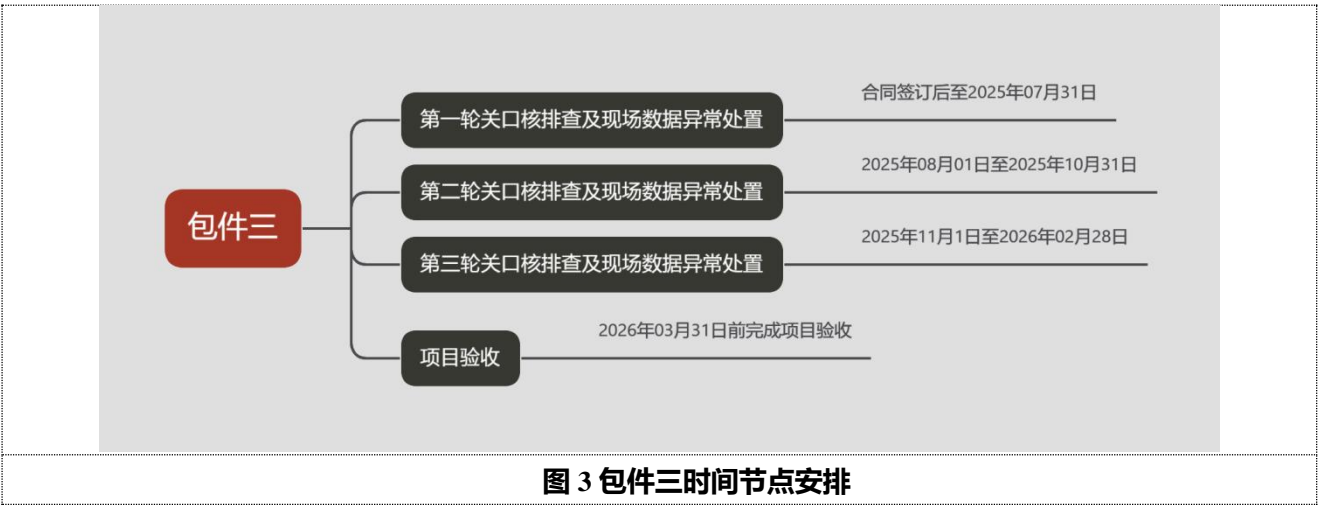 包件三
第一轮关口核排查及现场数据异常处置
合同签订后至2025年07月31日
第二轮关口核排查及现场数据异常处置
2025年08月01日至2025年10月31日
第三轮关口核排查及现场数据异常处置
2025年11月1日至2026年02月28日
项目验收
2026年03月31日前完成项目验收
图 3 包件三时间节点安排